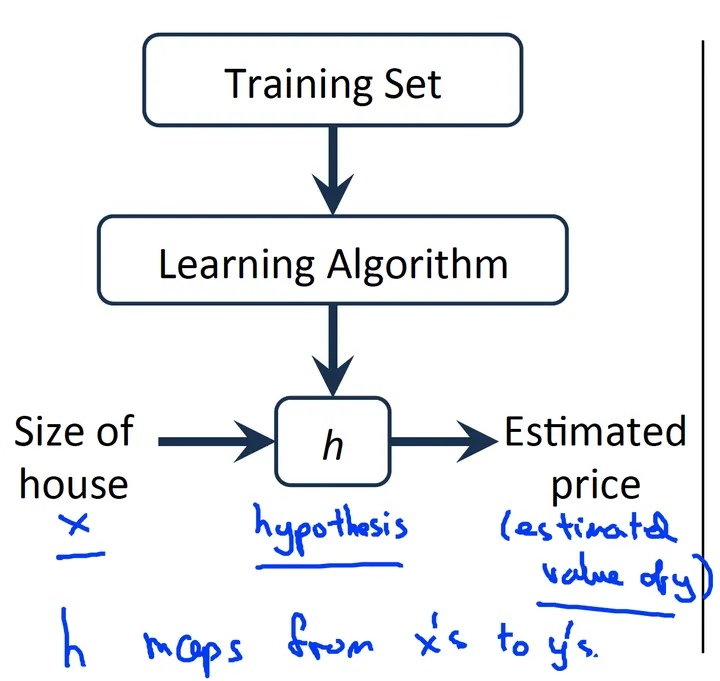 Training Set
Learning Algorithm
Size of house
h
Estimated price
x
hypothesis
(estimated
value of y)
h maps from x's to y's.